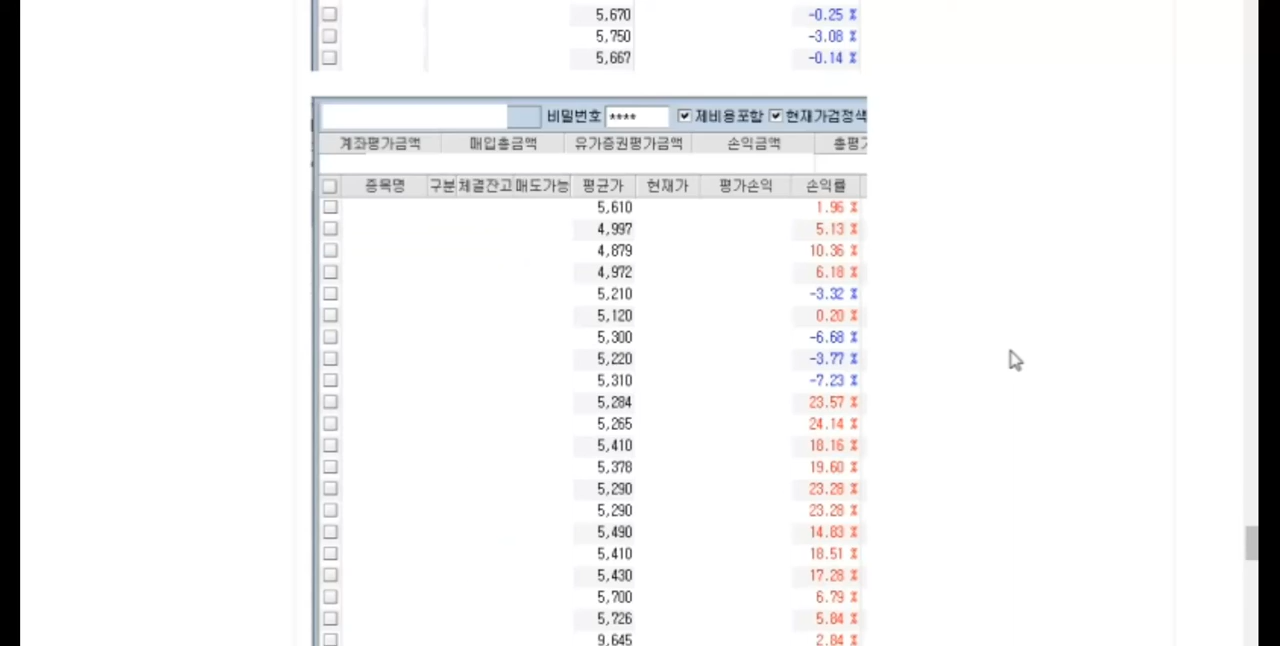 5,670 -0.25 %
5,750 -3.08 %
5,667 -0.14 %
비밀번호 **** 제비용포함 현재가검정색
계좌평가금액 매입총금액 유가증권평가금액 손익금액 총평가
종목명 구분 체결잔고 매도가능 평균가 현재가 평가손익 손익률
5,610 1.96 %
4,997 5.13 %
4,879 10.36 %
4,972 6.18 %
5,210 -3.32 %
5,120 0.20 %
5,300 -6.68 %
5,220 -3.77 %
5,310 -7.23 %
5,284 23.57 %
5,265 24.14 %
5,410 18.16 %
5,378 19.60 %
5,290 23.28 %
5,290 23.28 %
5,490 14.83 %
5,410 18.51 %
5,430 17.28 %
5,700 6.79 %
5,726 5.84 %
9,645 2.84 %